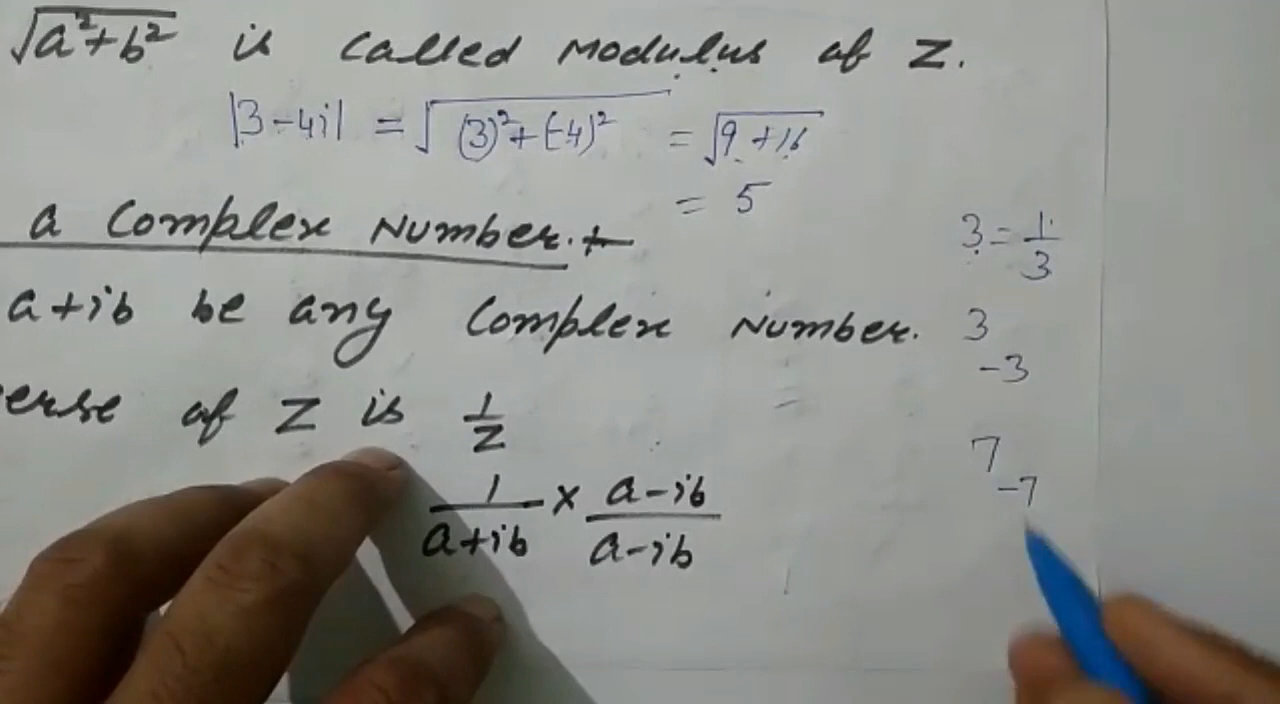 √a²+b² is called Modulus of Z.
|3-4i| = √(3)²+(-4)² = √9+16
= 5
a Complex Number:-
3 = 1/3
a+ib be any Complex Number.
3
-3
erse of Z is 1/Z
7
-7
1/a+ib × a-ib/a-ib